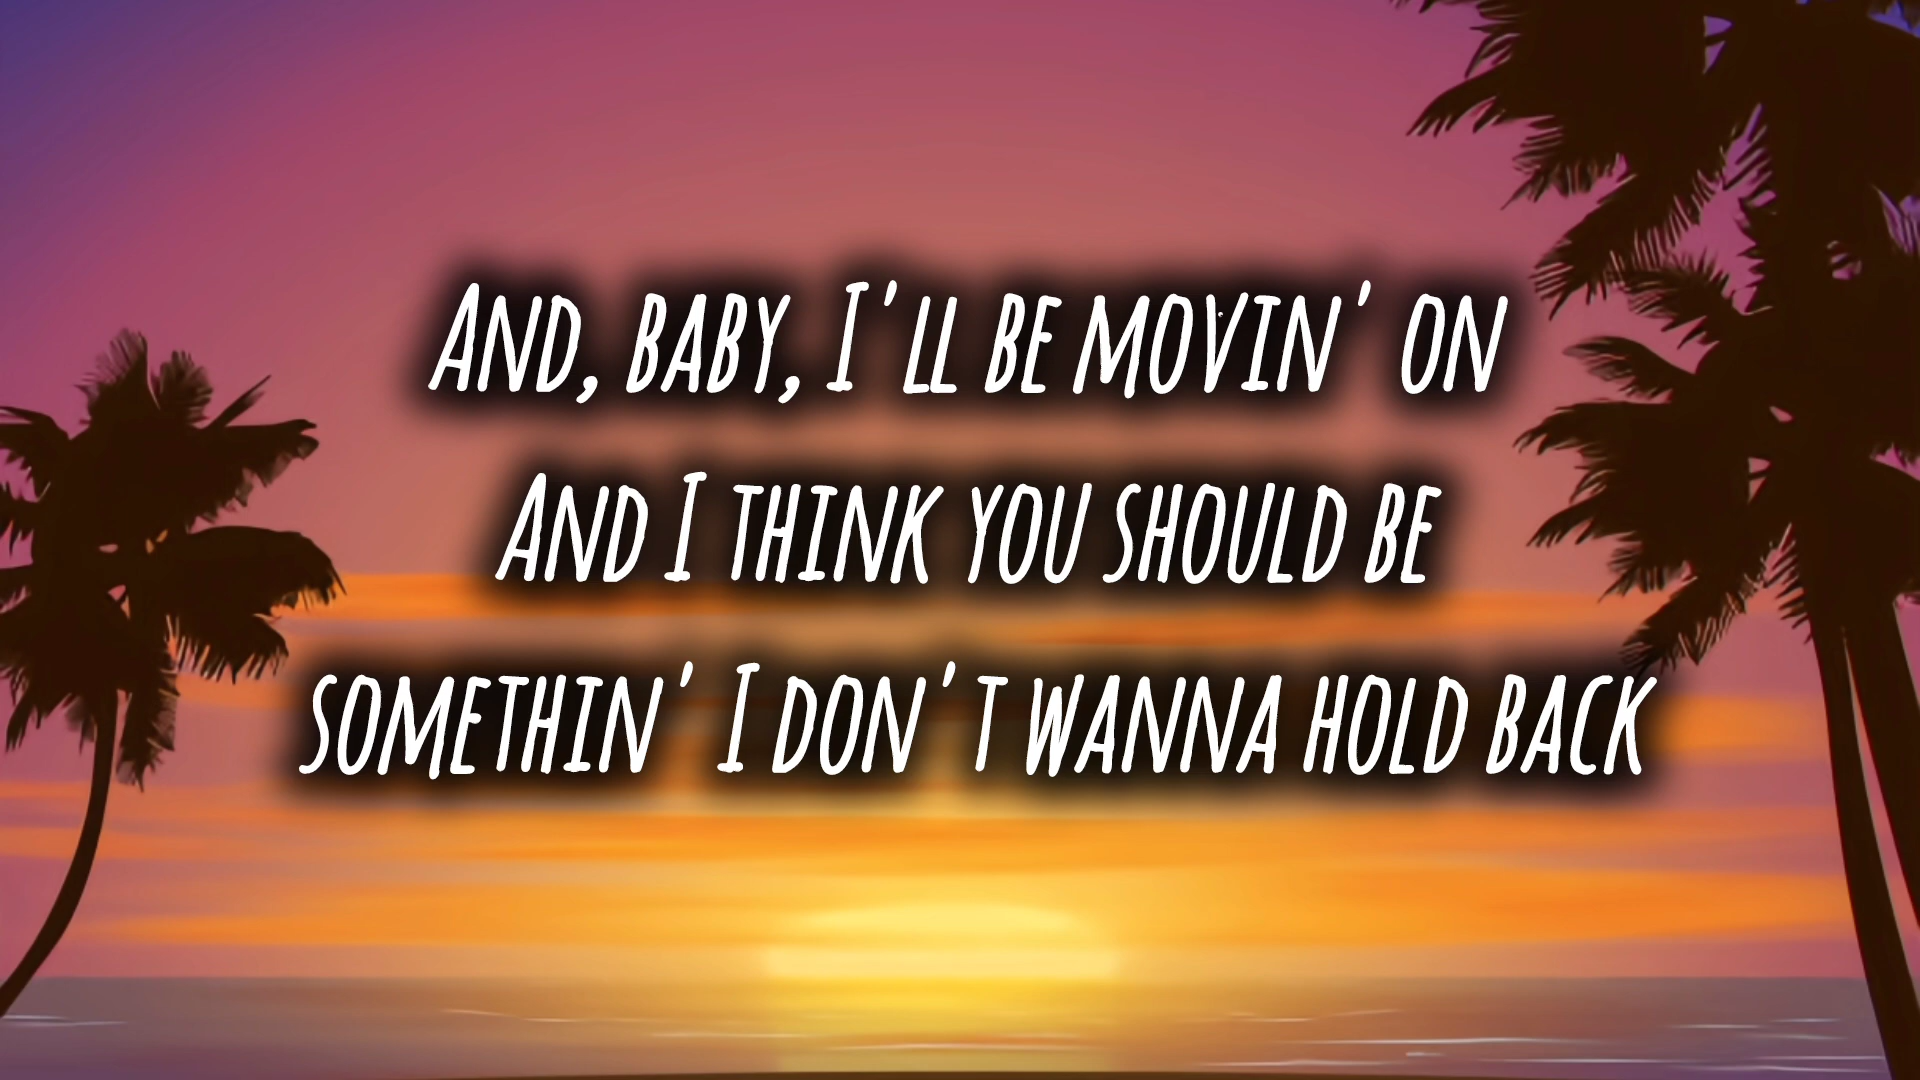 And, baby, I'll be movin' on
And I think you should be
somethin' I don't wanna hold back